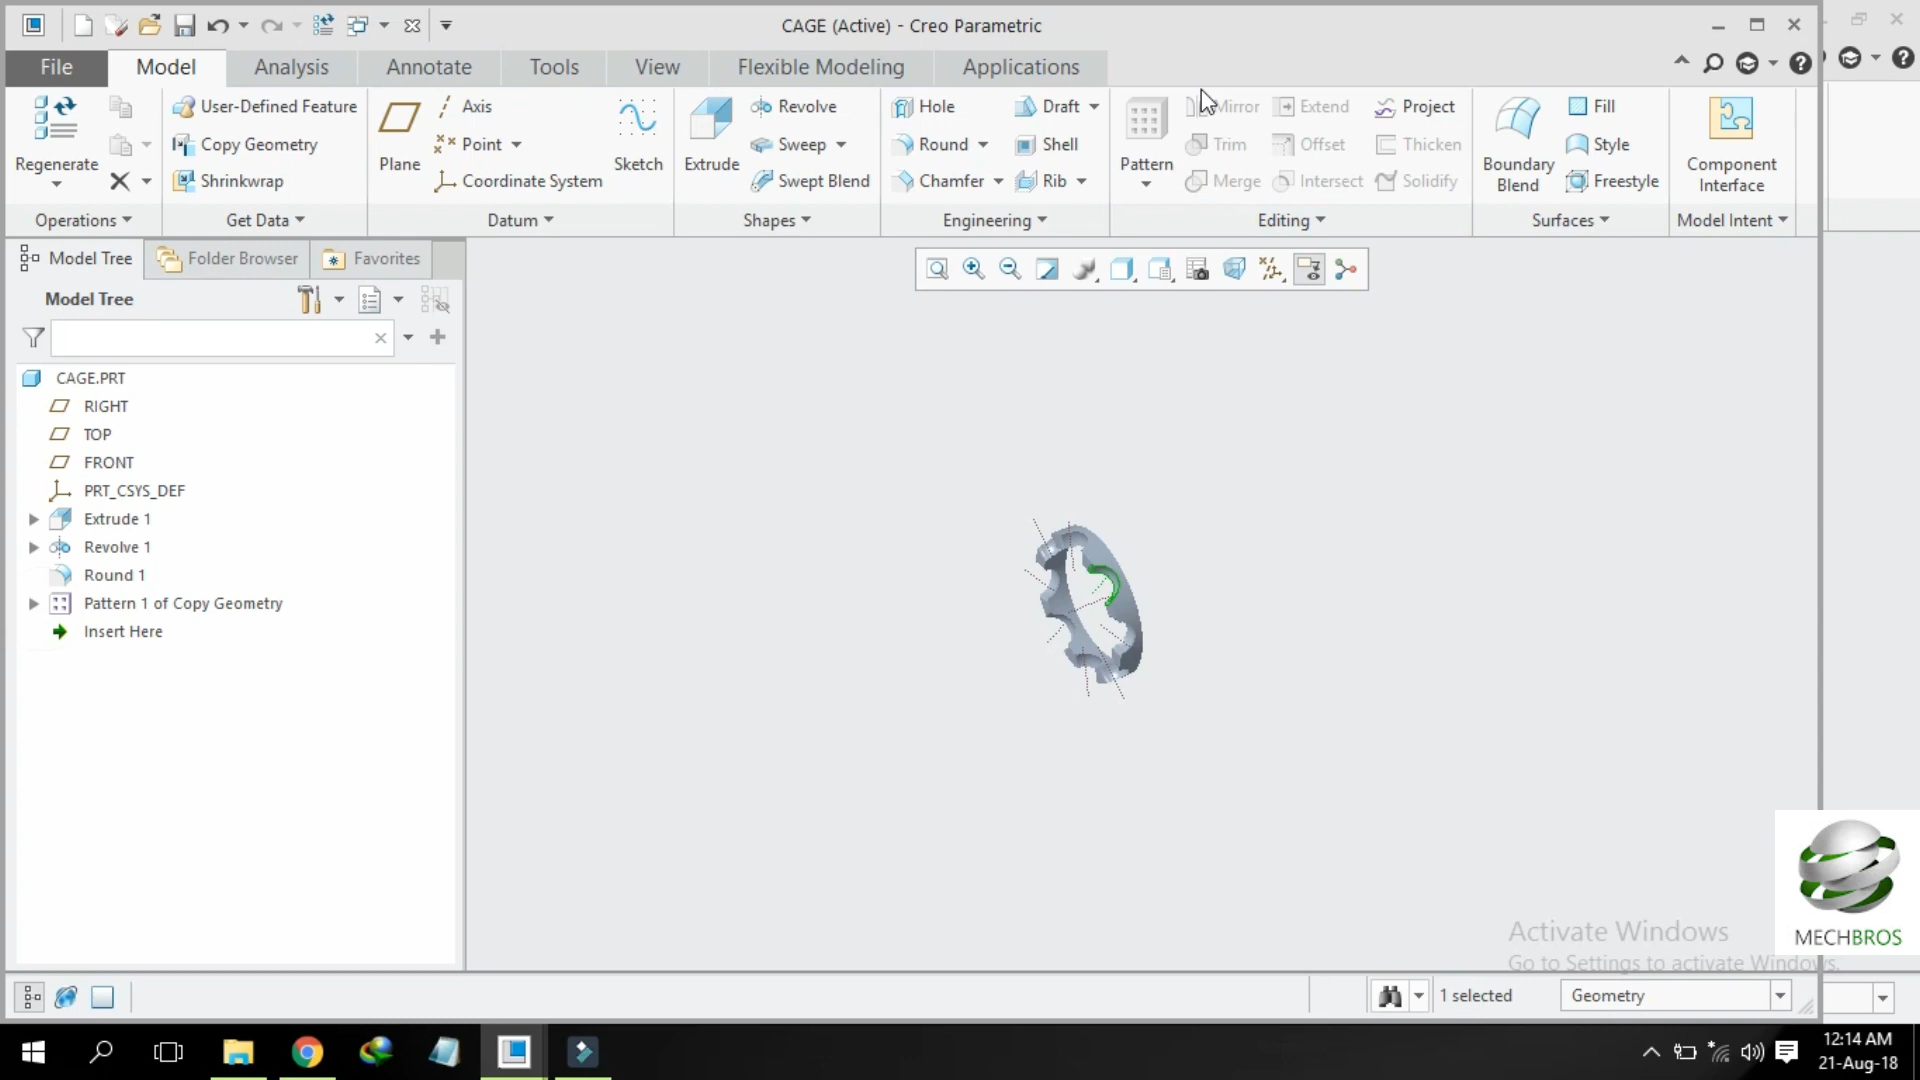 CAGE (Active) - Creo Parametric
File Model Analysis Annotate Tools View Flexible Modeling Applications
Regenerate
User-Defined Feature
Copy Geometry
Shrinkwrap
Plane
Axis
Point
Coordinate System
Sketch
Extrude
Revolve
Sweep
Swept Blend
Hole
Round
Chamfer
Draft
Shell
Rib
Pattern
Mirror
Trim
Merge
Extend
Offset
Intersect
Project
Thicken
Solidify
Boundary
Blend
Fill
Style
Freestyle
Component
Interface
Operations Get Data Datum Shapes Engineering Editing Surfaces Model Intent
Model Tree Folder Browser Favorites
Model Tree
CAGE.PRT
RIGHT
TOP
FRONT
PRT_CSYS_DEF
Extrude 1
Revolve 1
Round 1
Pattern 1 of Copy Geometry
Insert Here
MECHBROS
Activate Windows
Go to Settings to activate Windows.
1 selected Geometry
12:14 AM
21-Aug-18